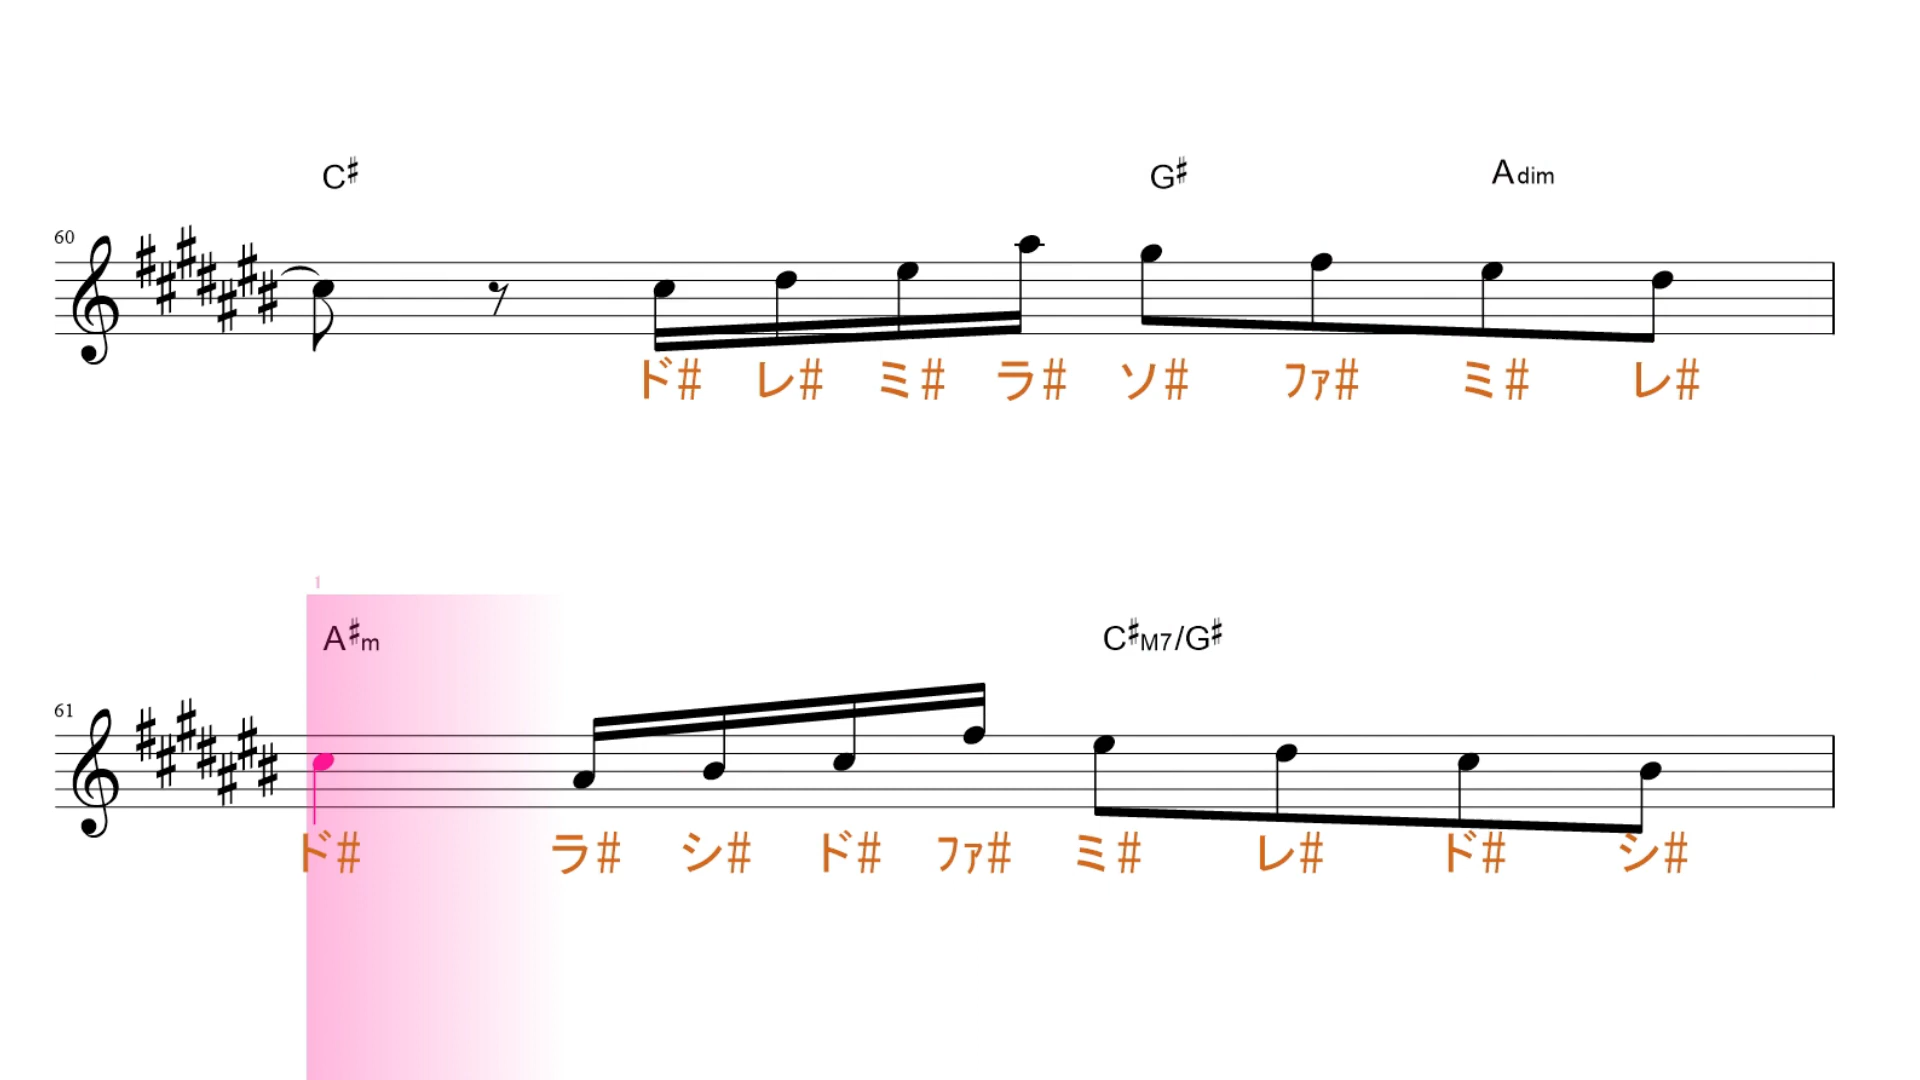 C♯ G♯ Adim
60
ド# レ# ミ# ラ# ソ# ファ# ミ# レ#
1
A♯m C♯M7/G♯
61
ド# ラ# シ# ド# ファ# ミ# レ# ド# シ#